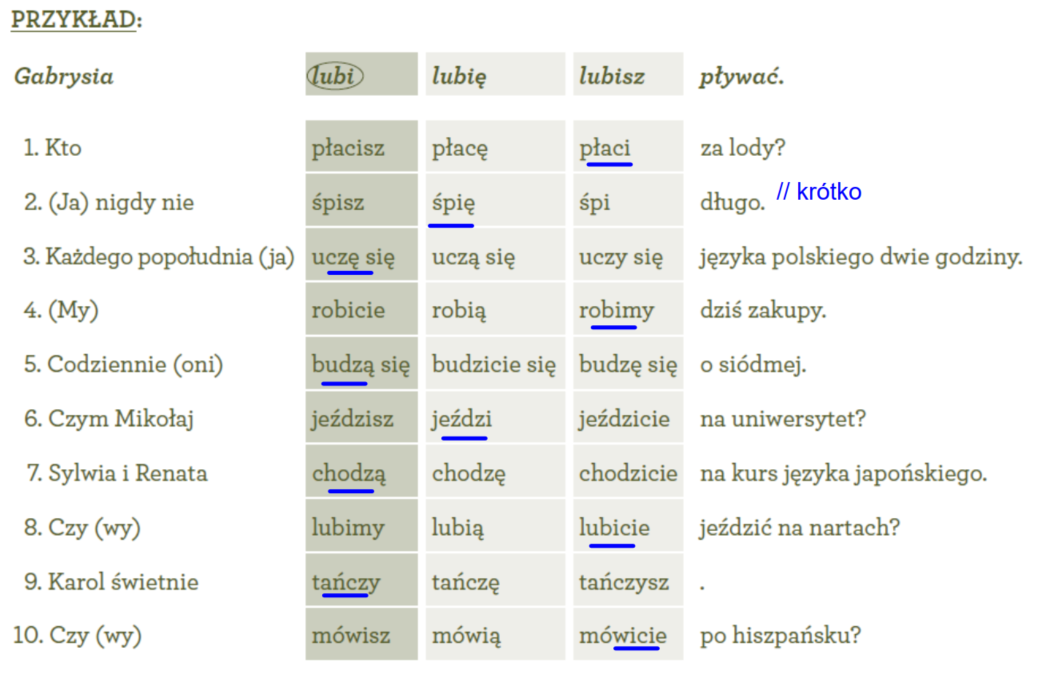 PRZYKŁAD:
Gabrysia lubi lubię lubisz pływać.
1. Kto płacisz płacę płaci za lody?
2. (Ja) nigdy nie śpisz śpię śpi długo. // krótko
3. Każdego popołudnia (ja) uczę się uczą się uczy się języka polskiego dwie godziny.
4. (My) robicie robią robimy dziś zakupy.
5. Codziennie (oni) budzą się budzicie się budzę się o siódmej.
6. Czym Mikołaj jeździsz jeździ jeździcie na uniwersytet?
7. Sylwia i Renata chodzą chodzę chodzicie na kurs języka japońskiego.
8. Czy (wy) lubimy lubią lubicie jeździć na nartach?
9. Karol świetnie tańczy tańczę tańczysz .
10. Czy (wy) mówisz mówią mówicie po hiszpańsku?